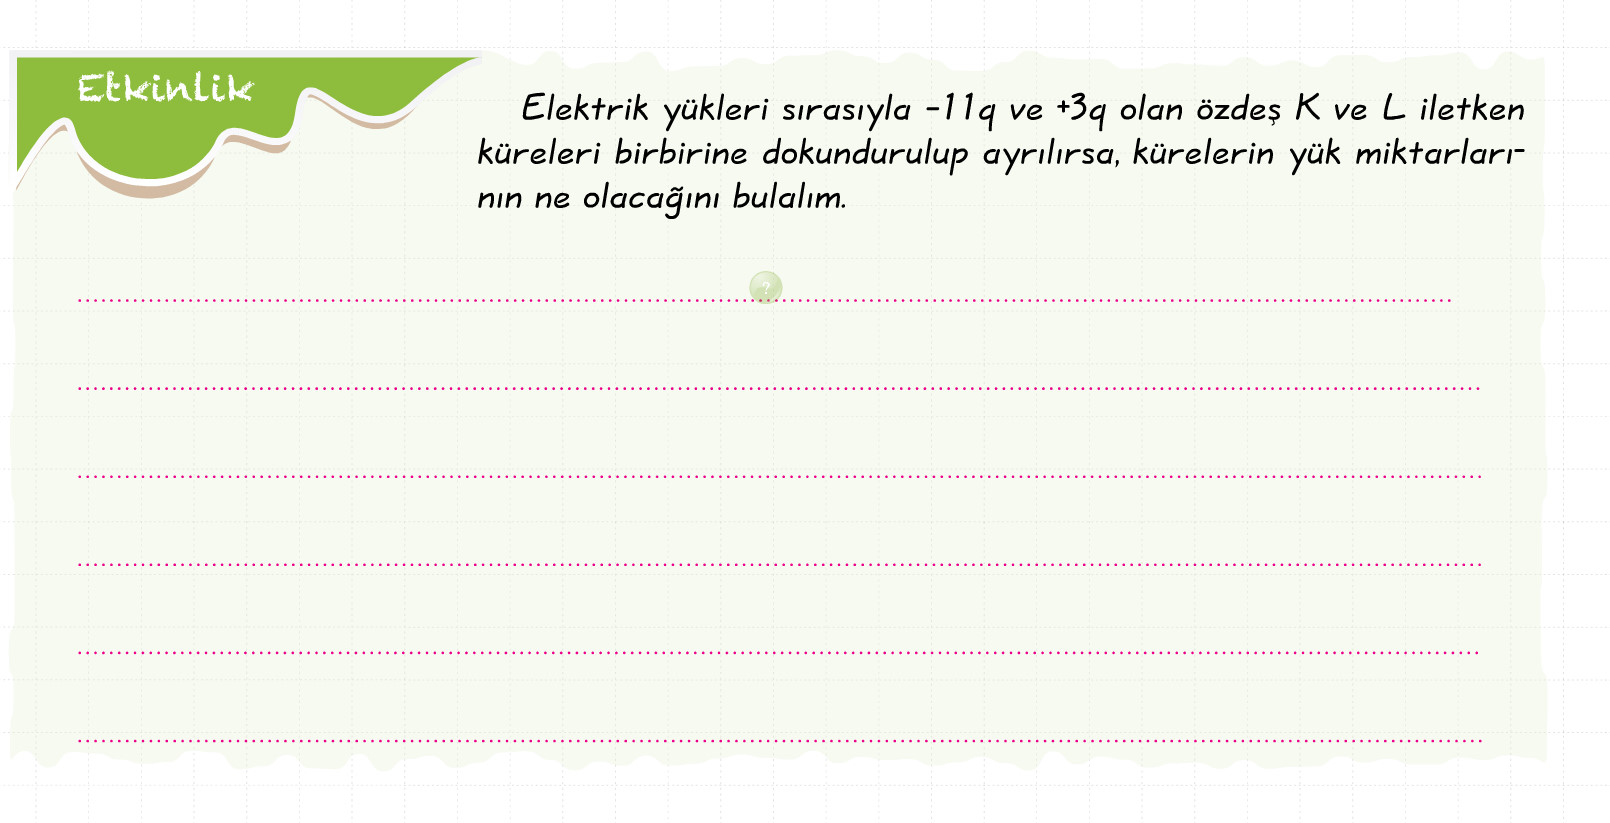 Etkinlik
Elektrik yükleri sırasıyla -11q ve +3q olan özdeş K ve L iletken
küreleri birbirine dokundurulup ayrılırsa, kürelerin yük miktarları-
nın ne olacağını bulalım.
?